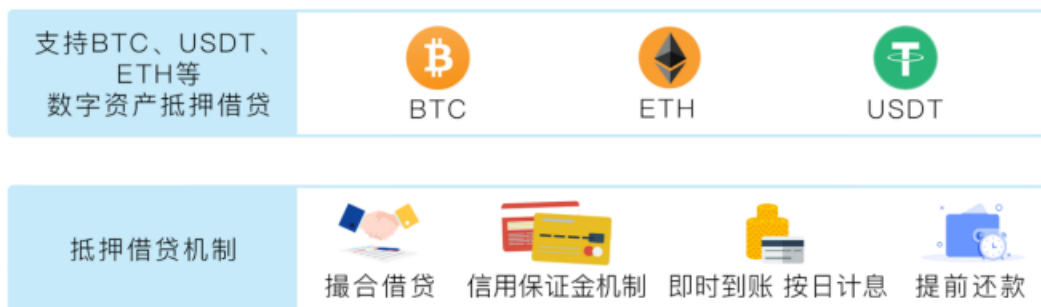 支持BTC、USDT、
ETH等
数字资产抵押借贷
BTC
ETH
USDT
抵押借贷机制
撮合借贷
信用保证金机制
即时到账 按日计息
提前还款